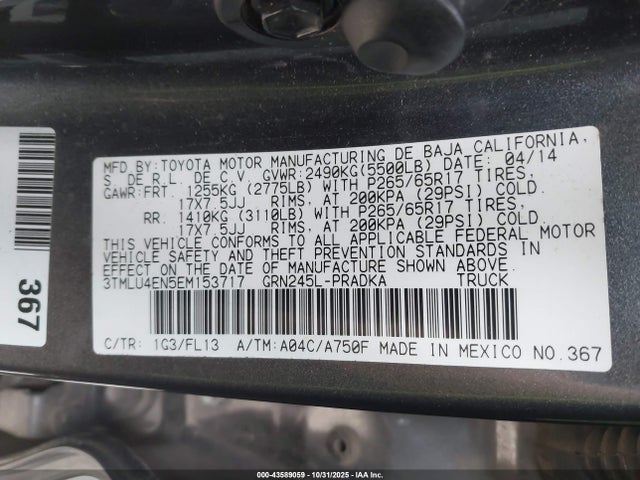 MFD.BY:TOYOTA MOTOR MANUFACTURING DE BAJA CALIFORNIA,
S. DE R.L. DE C.V. GVWR:2490KG(5500LB) DATE: 04/14
GAWR:FRT. 1255KG (2775LB) WITH P265/65R17 TIRES,
17X7.5JJ RIMS, AT 200KPA (29PSI) COLD.
RR. 1410KG (3110LB) WITH P265/65R17 TIRES,
17X7.5JJ RIMS, AT 200KPA (29PSI) COLD.
THIS VEHICLE CONFORMS TO ALL APPLICABLE FEDERAL MOTOR
VEHICLE SAFETY AND THEFT PREVENTION STANDARDS IN
EFFECT ON THE DATE OF MANUFACTURE SHOWN ABOVE.
3TMLU4EN5EM153717 GRN245L-PRADKA TRUCK
C/TR: 1G3/FL13 A/TM:A04C/A750F MADE IN MEXICO NO.367
367
000-43589059 - 10/31/2025 - IAAI, Inc.